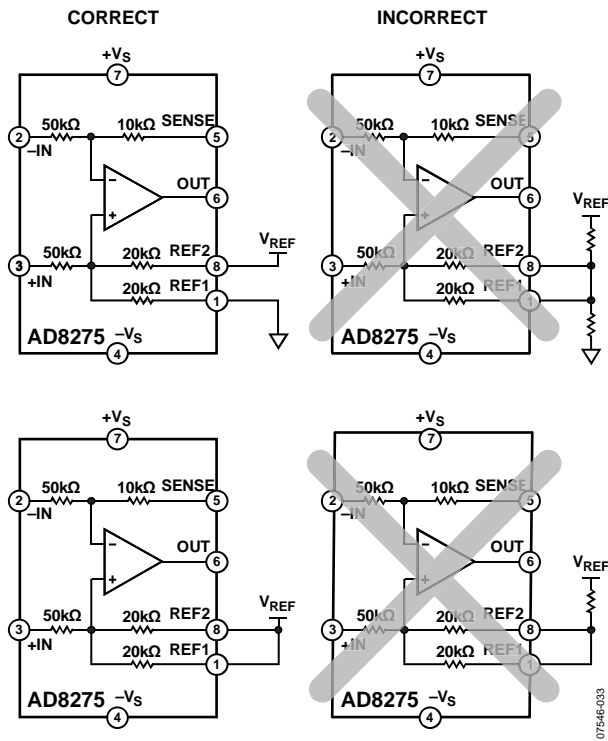 CORRECT
INCORRECT
+VS
7
50kΩ
10kΩ
SENSE
2
5
–IN
–
OUT
6
+
VREF
50kΩ
20kΩ
REF2
3
8
+IN
20kΩ
REF1
1
AD8275
–VS
4
+VS
7
50kΩ
10kΩ
SENSE
2
5
–IN
–
OUT
6
VREF
+
50kΩ
20kΩ
REF2
3
8
+IN
20kΩ
REF1
1
AD8275
–VS
4
+VS
7
50kΩ
10kΩ
SENSE
2
5
–IN
–
OUT
6
+
VREF
50kΩ
20kΩ
REF2
3
8
+IN
20kΩ
REF1
1
AD8275
–VS
4
+VS
7
50kΩ
10kΩ
SENSE
2
5
–IN
–
OUT
6
VREF
+
50kΩ
20kΩ
REF2
3
8
+IN
20kΩ
REF1
1
AD8275
–VS
4
07546-033